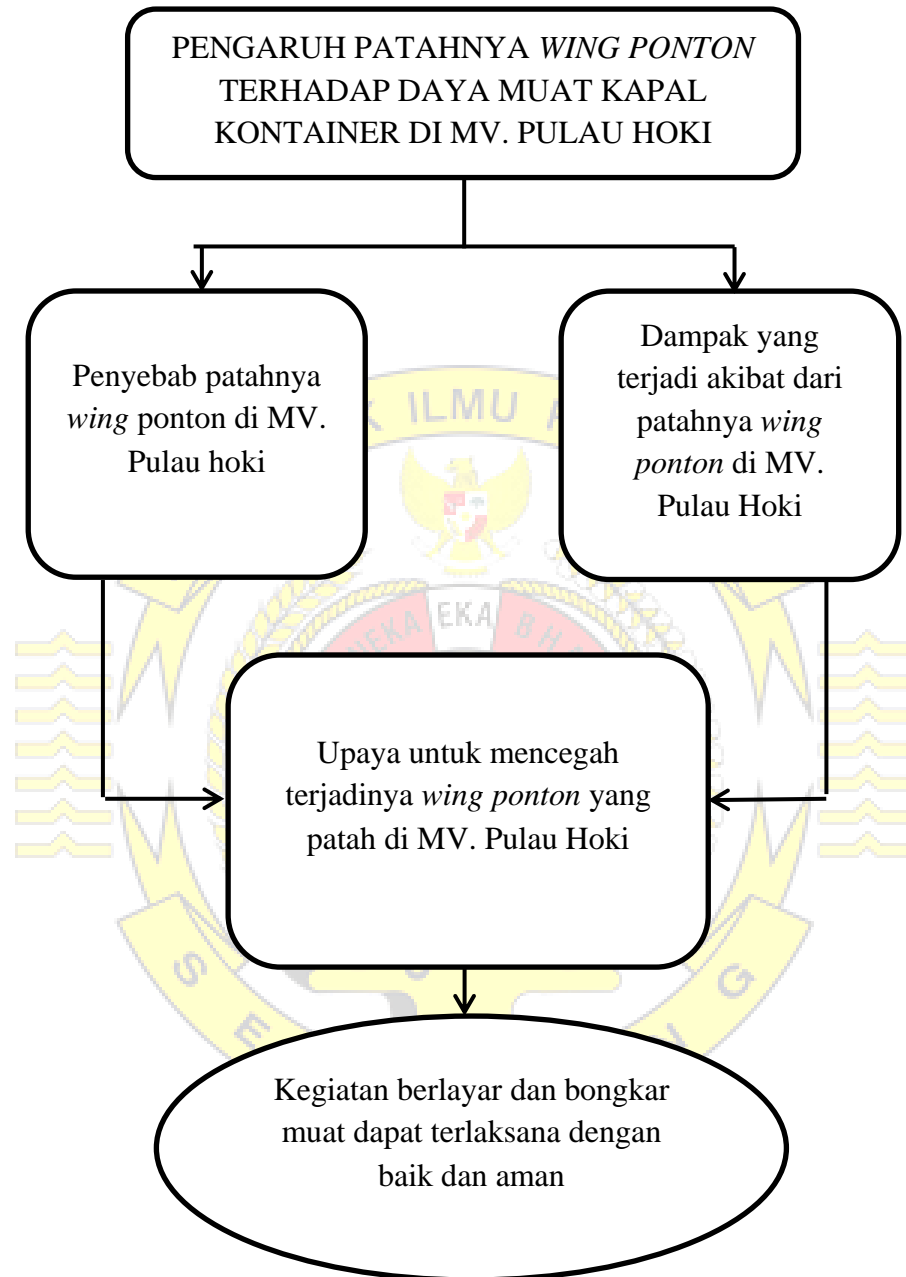 PENGARUH PATAHNYA WING PONTON
TERHADAP DAYA MUAT KAPAL
KONTAINER DI MV. PULAU HOKI
Penyebab patahnya
wing ponton di MV.
Pulau hoki
Dampak yang
terjadi akibat dari
patahnya wing
ponton di MV.
Pulau Hoki
ILMU
EKA
Upaya untuk mencegah
terjadinya wing ponton yang
patah di MV. Pulau Hoki
Kegiatan berlayar dan bongkar
muat dapat terlaksana dengan
baik dan aman